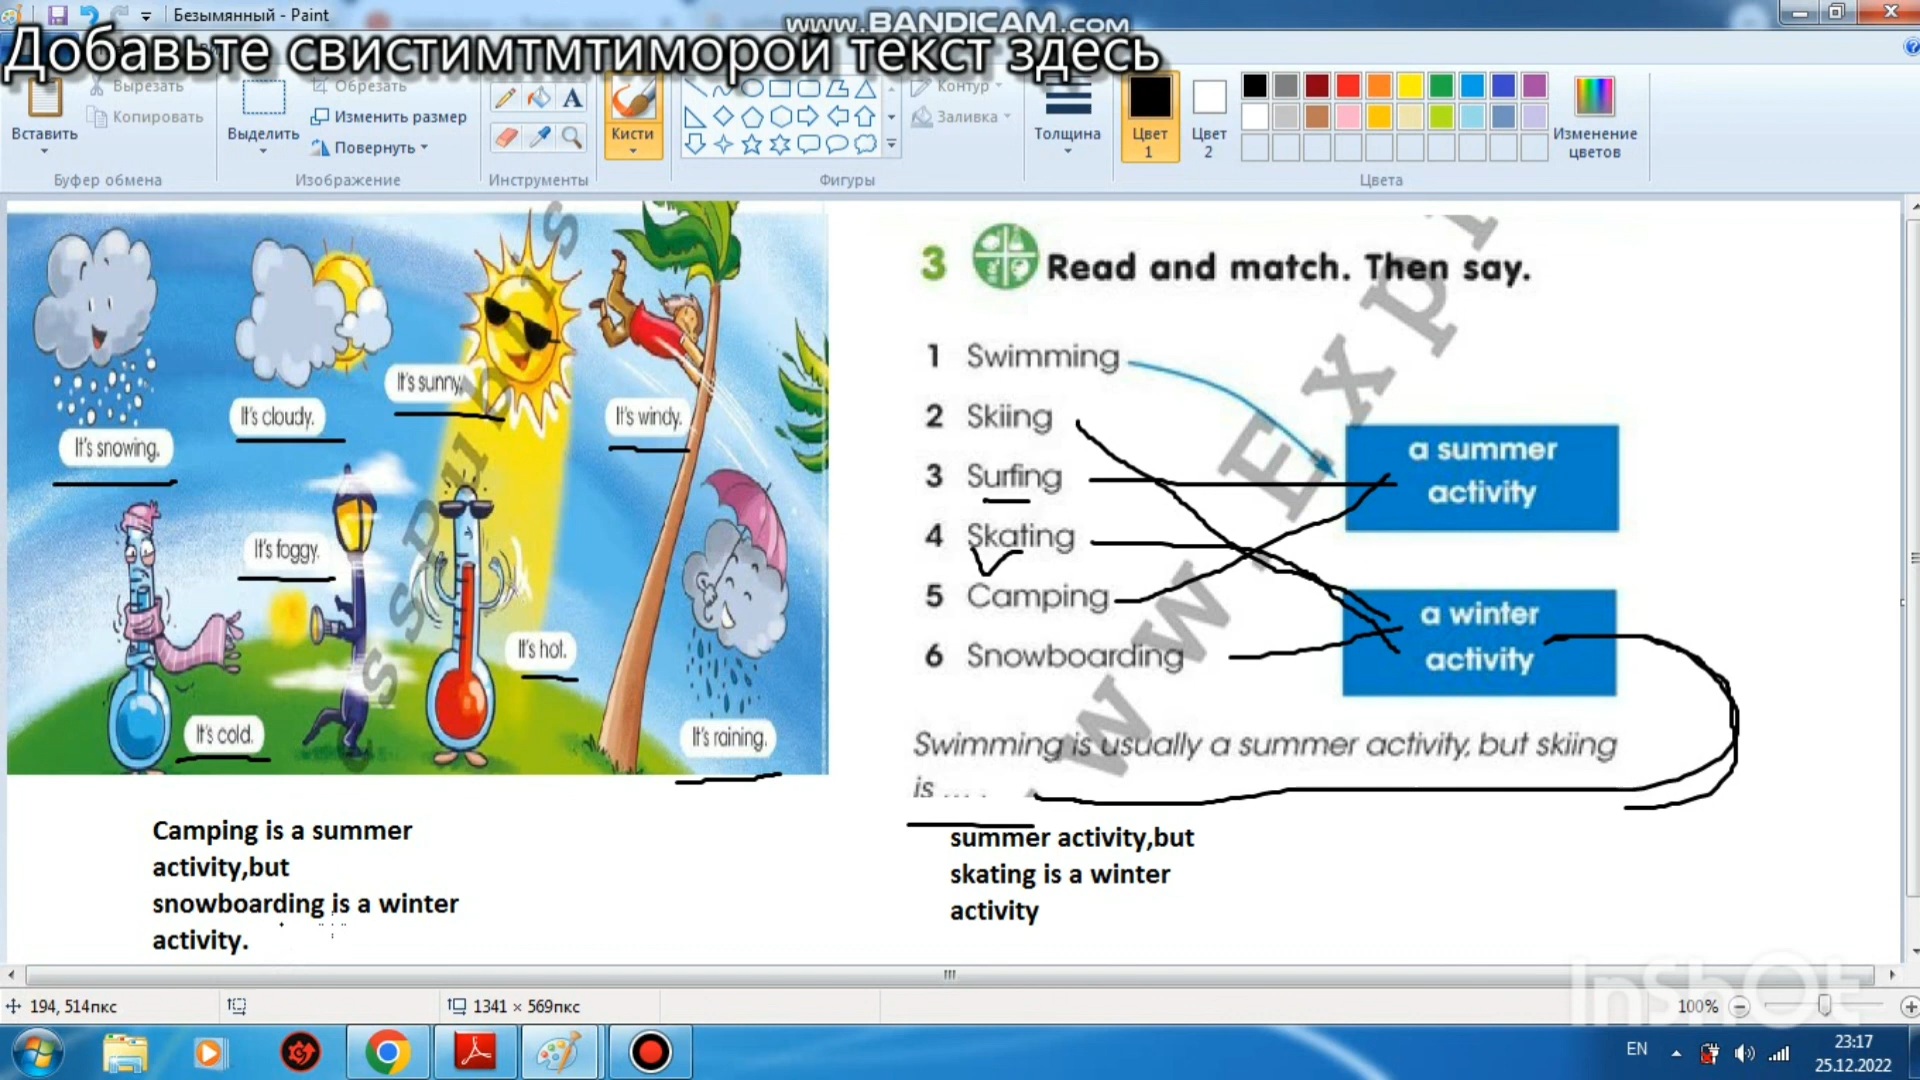 Безымянный - Paint
www.BANDICAM.com
Добавьте свистимтмтиморой текст здесь
Вставить
Вырезать
Копировать
Буфер обмена
Выделить
Обрезать
Изменить размер
Повернуть
Изображение
Инструменты
Кисти
Фигуры
Контур
Заливка
Толщина
Цвет 1
Цвет 2
Изменение цветов
Цвета
It's snowing.
It's cloudy.
It's sunny.
It's windy.
It's foggy.
It's hot.
It's cold.
It's raining.
3 Read and match. Then say.
1 Swimming
2 Skiing
3 Surfing
4 Skating
5 Camping
6 Snowboarding
a summer
activity
a winter
activity
Swimming is usually a summer activity, but skiing
is ... .
Camping is a summer
activity,but
snowboarding is a winter
activity.
summer activity,but
skating is a winter
activity
InShOt
194, 514пкс
1341 × 569пкс
100%
EN
23:17
25.12.2022